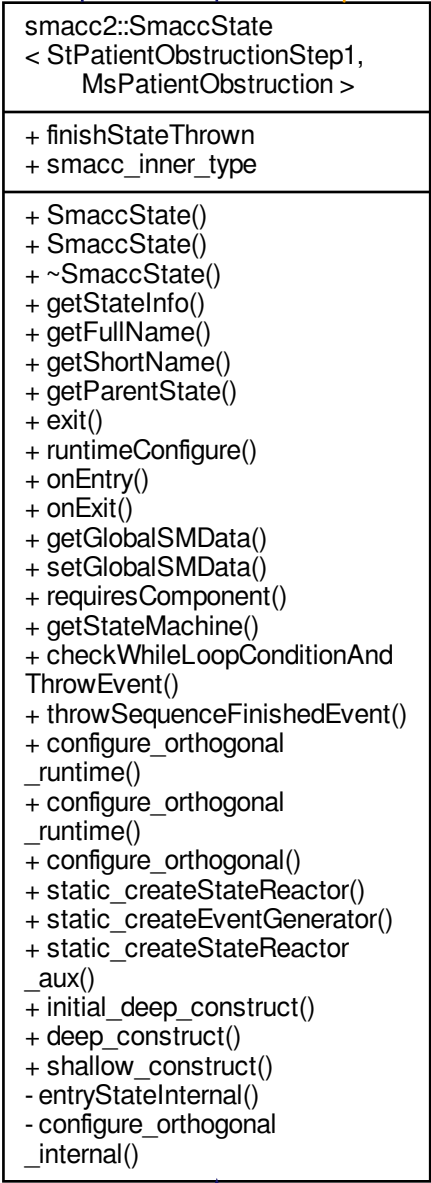 smacc2::SmaccState
< StPatientObstructionStep1,
MsPatientObstruction >
+ finishStateThrown
+ smacc_inner_type
+ SmaccState()
+ SmaccState()
+ ~SmaccState()
+ getStateInfo()
+ getFullName()
+ getShortName()
+ getParentState()
+ exit()
+ runtimeConfigure()
+ onEntry()
+ onExit()
+ getGlobalSMData()
+ setGlobalSMData()
+ requiresComponent()
+ getStateMachine()
+ checkWhileLoopConditionAnd
ThrowEvent()
+ throwSequenceFinishedEvent()
+ configure_orthogonal
_runtime()
+ configure_orthogonal
_runtime()
+ configure_orthogonal()
+ static_createStateReactor()
+ static_createEventGenerator()
+ static_createStateReactor
_aux()
+ initial_deep_construct()
+ deep_construct()
+ shallow_construct()
- entryStateInternal()
- configure_orthogonal
_internal()